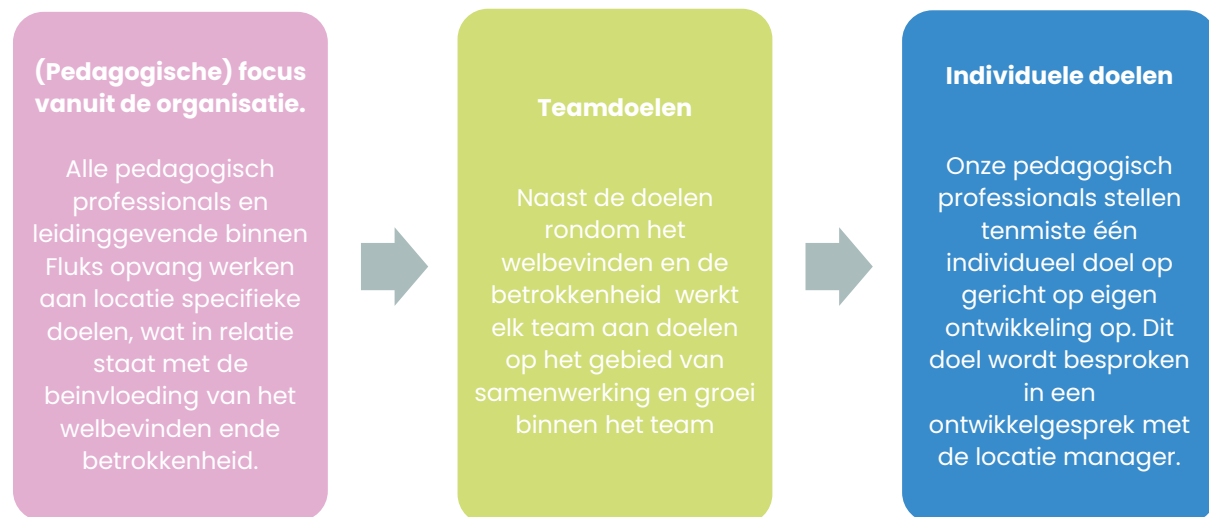 (Pedagogische) focus
vanuit de organisatie.
Alle pedagogisch
professionals en
leidinggevende binnen
Fluks opvang werken
aan locatie specifieke
doelen, wat in relatie
staat met de
beinvloeding van het
welbevinden ende
betrokkenheid.
Teamdoelen
Naast de doelen
rondom het
welbevinden en de
betrokkenheid werkt
elk team aan doelen
op het gebied van
samenwerking en groei
binnen het team
Individuele doelen
Onze pedagogisch
professionals stellen
tenmiste één
individueel doel op
gericht op eigen
ontwikkeling op. Dit
doel wordt besproken
in een
ontwikkelgesprek met
de locatie manager.